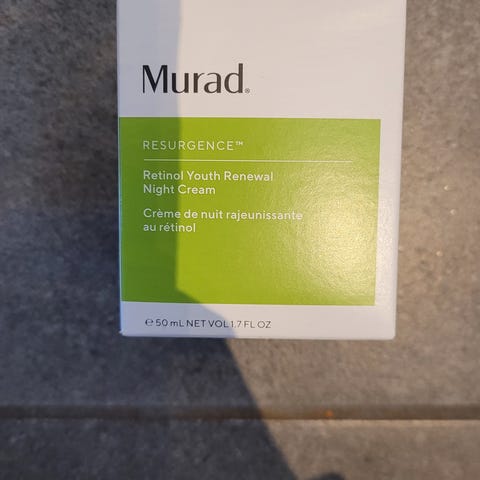 Murad®
RESURGENCE™
Retinol Youth Renewal
Night Cream
Crème de nuit rajeunissante
au rétinol
℮ 50 mL NET VOL 1.7 FL OZ